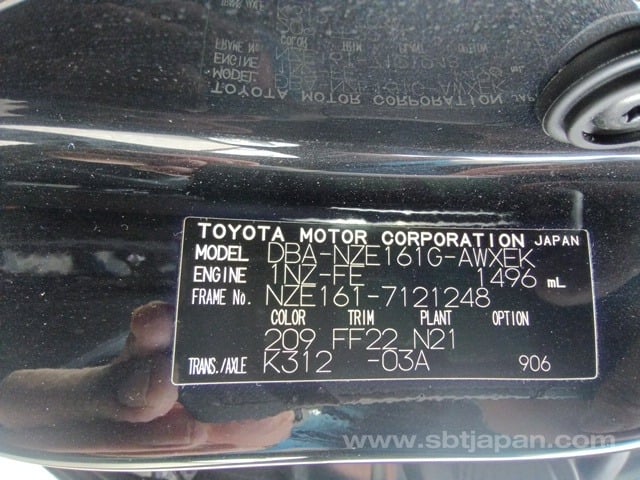 TOYOTA MOTOR CORPORATION JAPAN
MODEL DBA-NZE161G-AWXEK
ENGINE 1NZ-FE 1496 mL
FRAME No. NZE161-7121248
COLOR TRIM PLANT OPTION
209 FF22 N21
TRANS./AXLE K312 -03A 906
www.sbtjapan.com